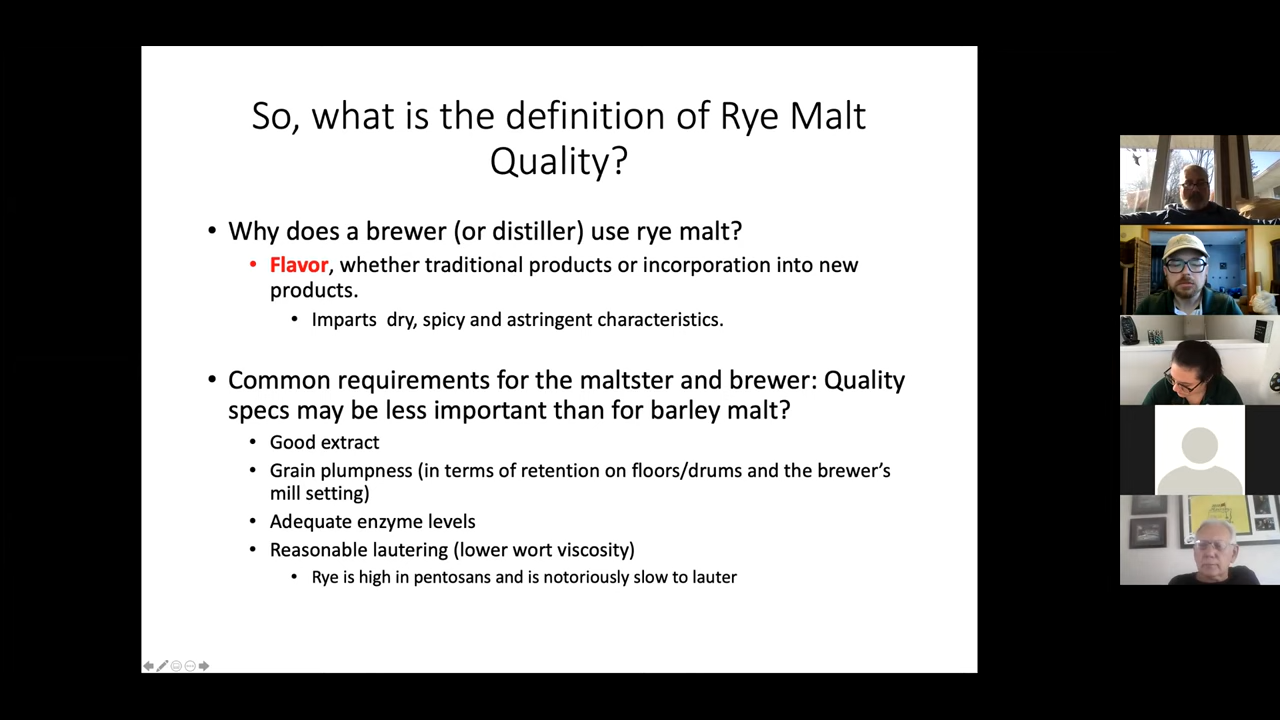 So, what is the definition of Rye Malt
Quality?
• Why does a brewer (or distiller) use rye malt?
• Flavor, whether traditional products or incorporation into new
products.
• Imparts dry, spicy and astringent characteristics.
• Common requirements for the maltster and brewer: Quality
specs may be less important than for barley malt?
• Good extract
• Grain plumpness (in terms of retention on floors/drums and the brewer's
mill setting)
• Adequate enzyme levels
• Reasonable lautering (lower wort viscosity)
• Rye is high in pentosans and is notoriously slow to lauter